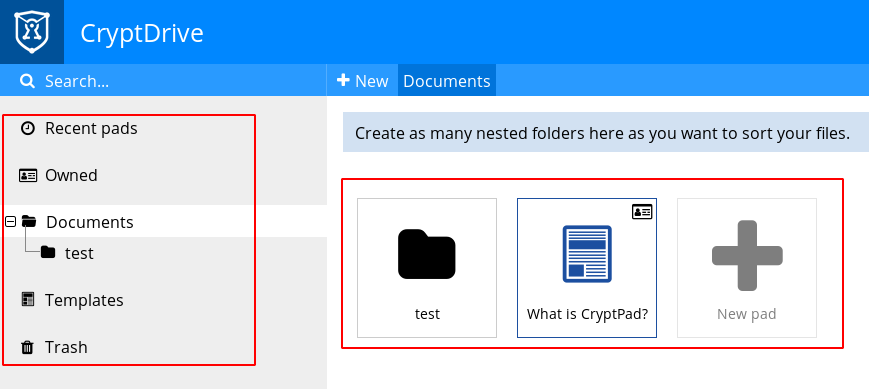 CryptDrive
Search...
New
Documents
Recent pads
Owned
Documents
test
Templates
Trash
Create as many nested folders here as you want to sort your files.
test
What is CryptPad?
New pad